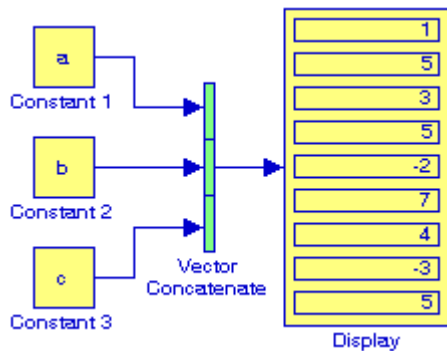 a
Constant 1
b
Constant 2
c
Constant 3
Vector
Concatenate
1
5
3
5
-2
7
4
-3
5
Display